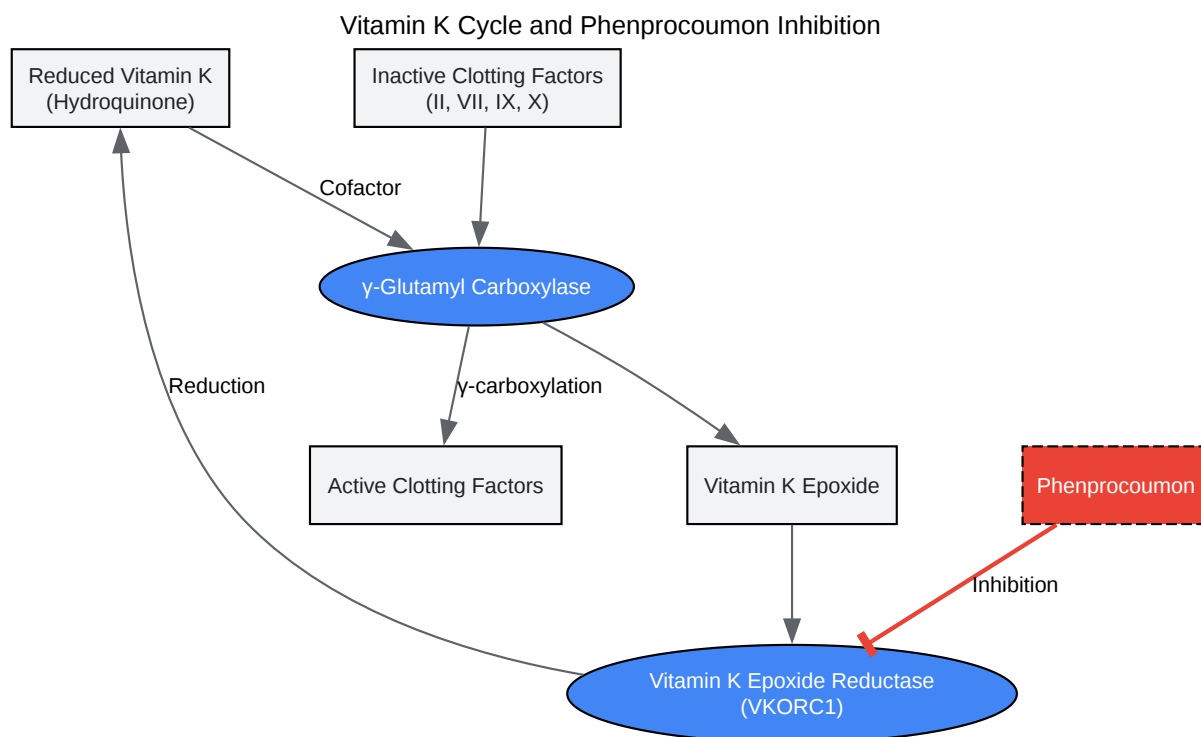 Vitamin K Cycle and Phenprocoumon Inhibition
Reduced Vitamin K
(Hydroquinone)
Inactive Clotting Factors
(II, VII, IX, X)
Cofactor
γ-Glutamyl Carboxylase
Reduction
γ-carboxylation
Active Clotting Factors
Vitamin K Epoxide
Phenprocoumon
Inhibition
Vitamin K Epoxide Reductase
(VKORC1)